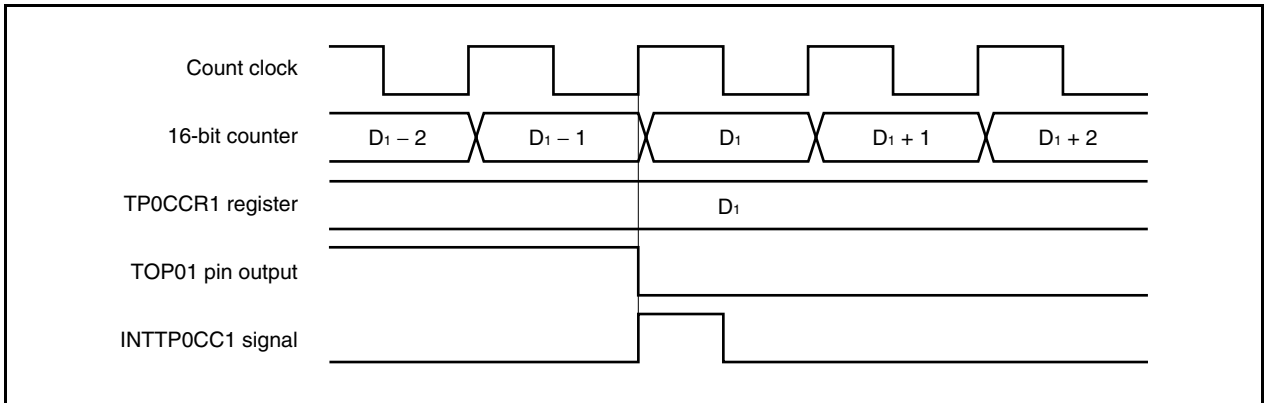 Count clock
16-bit counter D₁ − 2 D₁ − 1 D₁ D₁ + 1 D₁ + 2
TP0CCR1 register D₁
TOP01 pin output
INTTP0CC1 signal